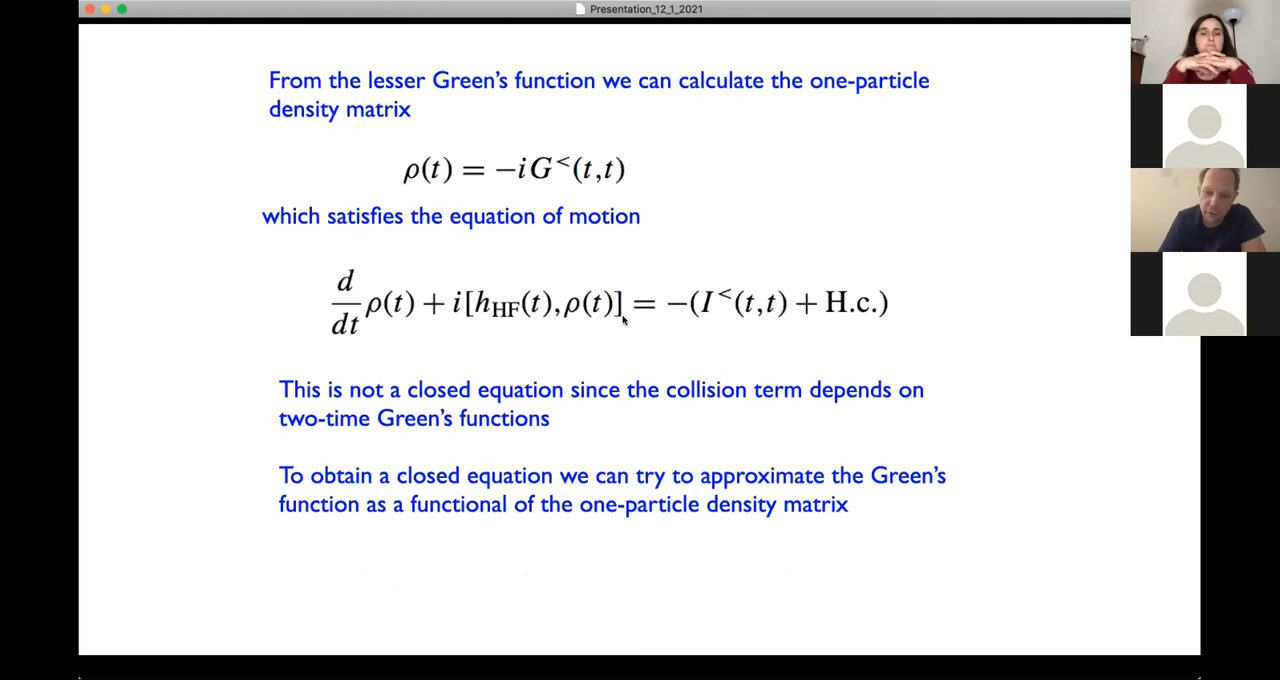 Presentation_12_1_2021
From the lesser Green's function we can calculate the one-particle
density matrix
ρ(t) = −iG^<(t,t)
which satisfies the equation of motion
d/dt ρ(t) + i[h_HF(t), ρ(t)] = −(I^<(t,t) + H.c.)
This is not a closed equation since the collision term depends on
two-time Green's functions
To obtain a closed equation we can try to approximate the Green's
function as a functional of the one-particle density matrix